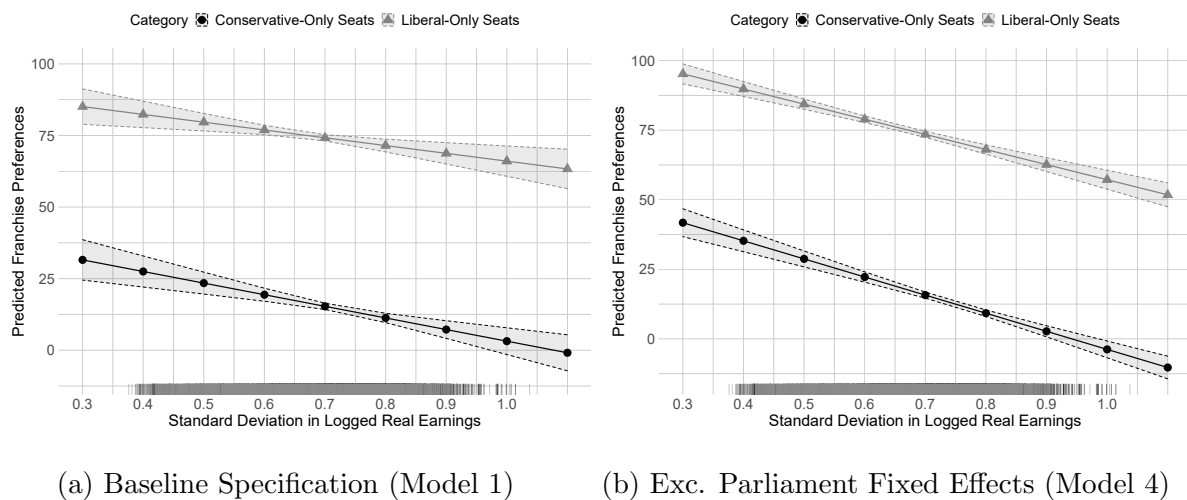 Category Conservative-Only Seats Liberal-Only Seats
100
75
50
25
0
Predicted Franchise Preferences
0.3 0.4 0.5 0.6 0.7 0.8 0.9 1.0
Standard Deviation in Logged Real Earnings
(a) Baseline Specification (Model 1)
Category Conservative-Only Seats Liberal-Only Seats
100
75
50
25
0
Predicted Franchise Preferences
0.3 0.4 0.5 0.6 0.7 0.8 0.9 1.0
Standard Deviation in Logged Real Earnings
(b) Exc. Parliament Fixed Effects (Model 4)